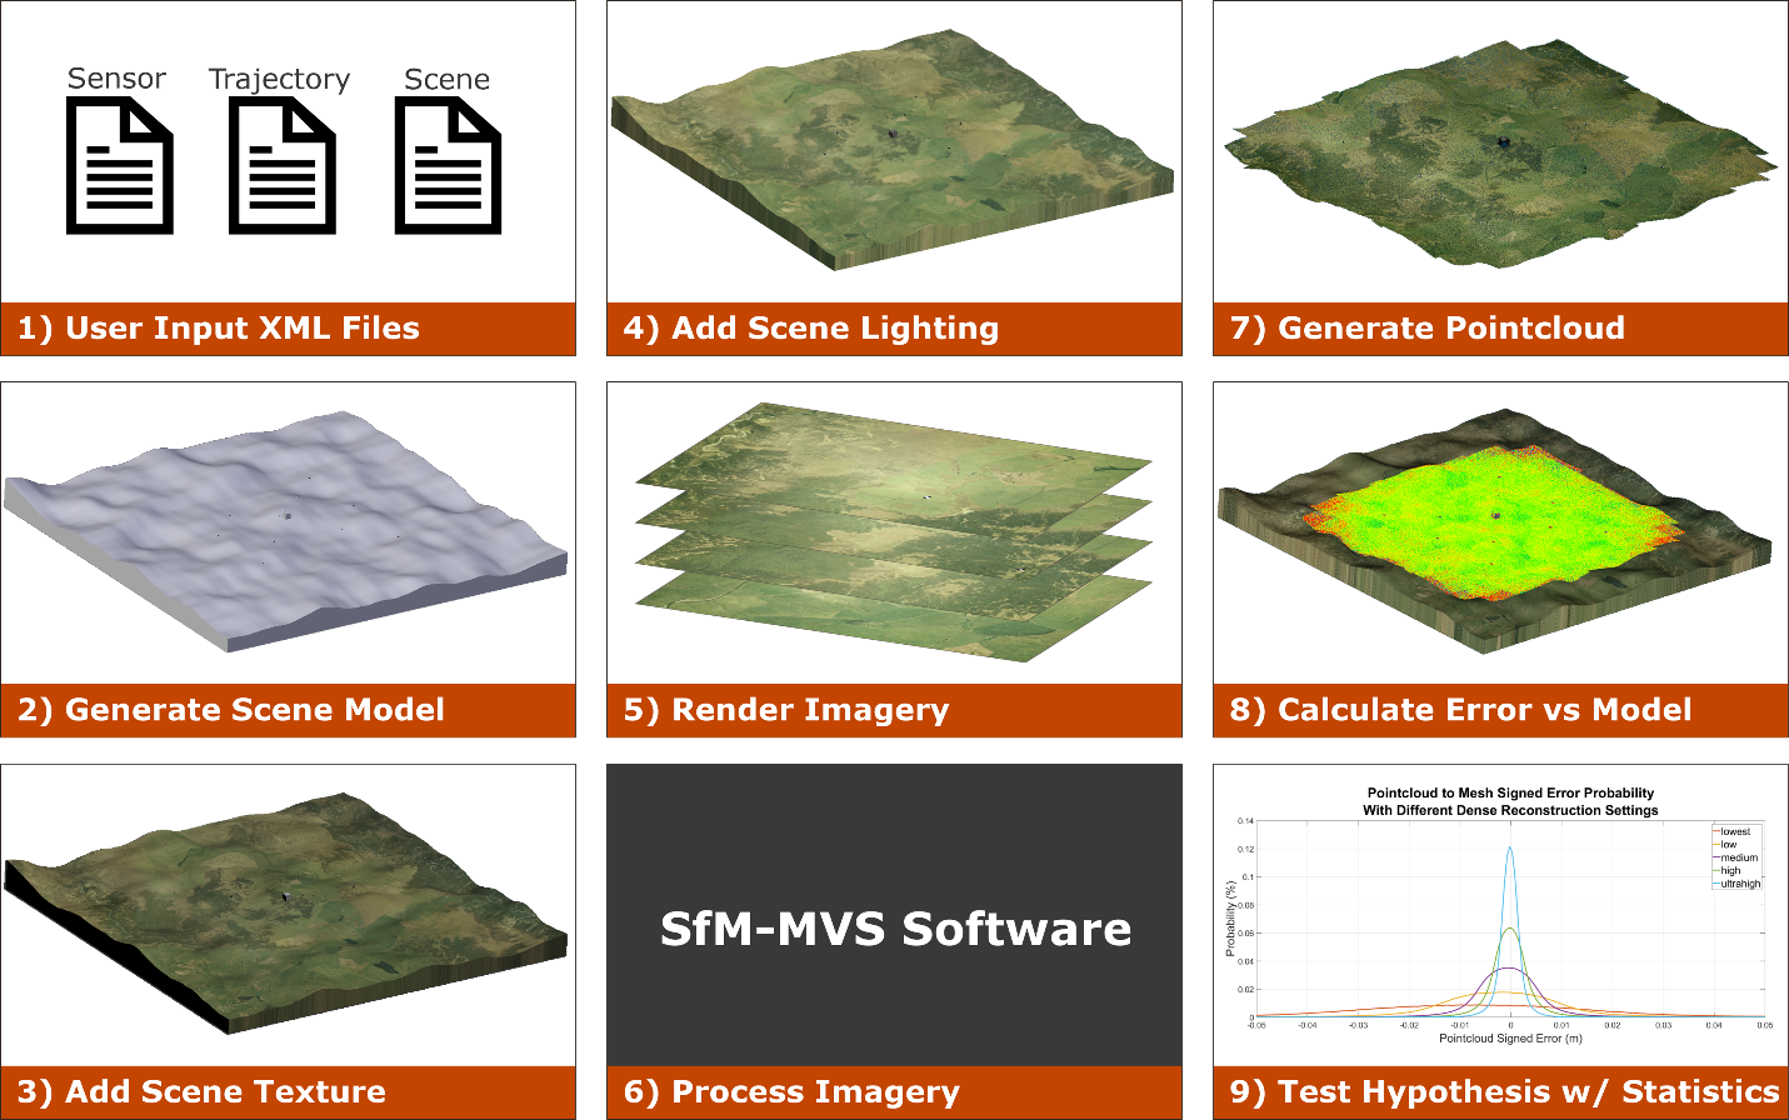 Sensor Trajectory Scene
1) User Input XML Files
2) Generate Scene Model
3) Add Scene Texture
4) Add Scene Lighting
5) Render Imagery
SfM-MVS Software
6) Process Imagery
7) Generate Pointcloud
8) Calculate Error vs Model
Pointcloud to Mesh Signed Error Probability
With Different Dense Reconstruction Settings
Probability (%)
0.14
0.12
0.1
0.08
0.06
0.04
0.02
0
lowest
low
medium
high
ultrahigh
-0.05 -0.04 -0.03 -0.02 -0.01 0 0.01 0.02 0.03 0.04 0.05
Pointcloud Signed Error (m)
9) Test Hypothesis w/ Statistics